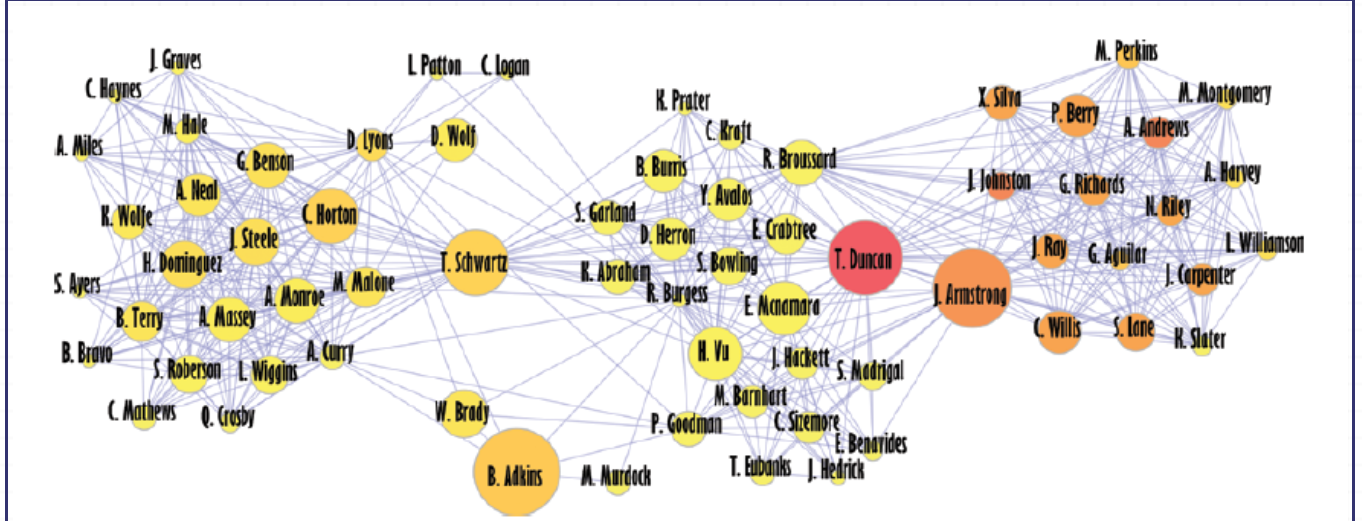 J. Graves
C. Haynes
M. Hale
A. Miles
G. Benson
A. Neal
K. Wolfe
C. Horton
J. Steele
H. Dominguez
S. Ayers
A. Monroe
M. Malone
B. Terry
A. Massey
B. Bravo
A. Curry
S. Roberson
L. Wiggins
C. Mathews
Q. Crosby
L. Patton
C. Logan
D. Lyons
D. Wolf
T. Schwartz
W. Brady
B. Adkins
M. Murdock
K. Prater
C. Kraft
B. Burris
R. Broussard
Y. Avalos
S. Garland
D. Herron
E. Crabtree
K. Abraham
S. Bowling
R. Burgess
E. Mcnamara
H. Vu
J. Hackett
S. Madrigal
M. Barnhart
P. Goodman
C. Sizemore
E. Benavides
T. Eubanks
J. Hedrick
T. Duncan
J. Armstrong
M. Perkins
X. Silva
P. Berry
M. Montgomery
A. Andrews
J. Johnston
G. Richards
A. Harvey
N. Riley
J. Ray
G. Aguilar
L. Williamson
J. Carpenter
C. Willis
S. Lane
K. Slater